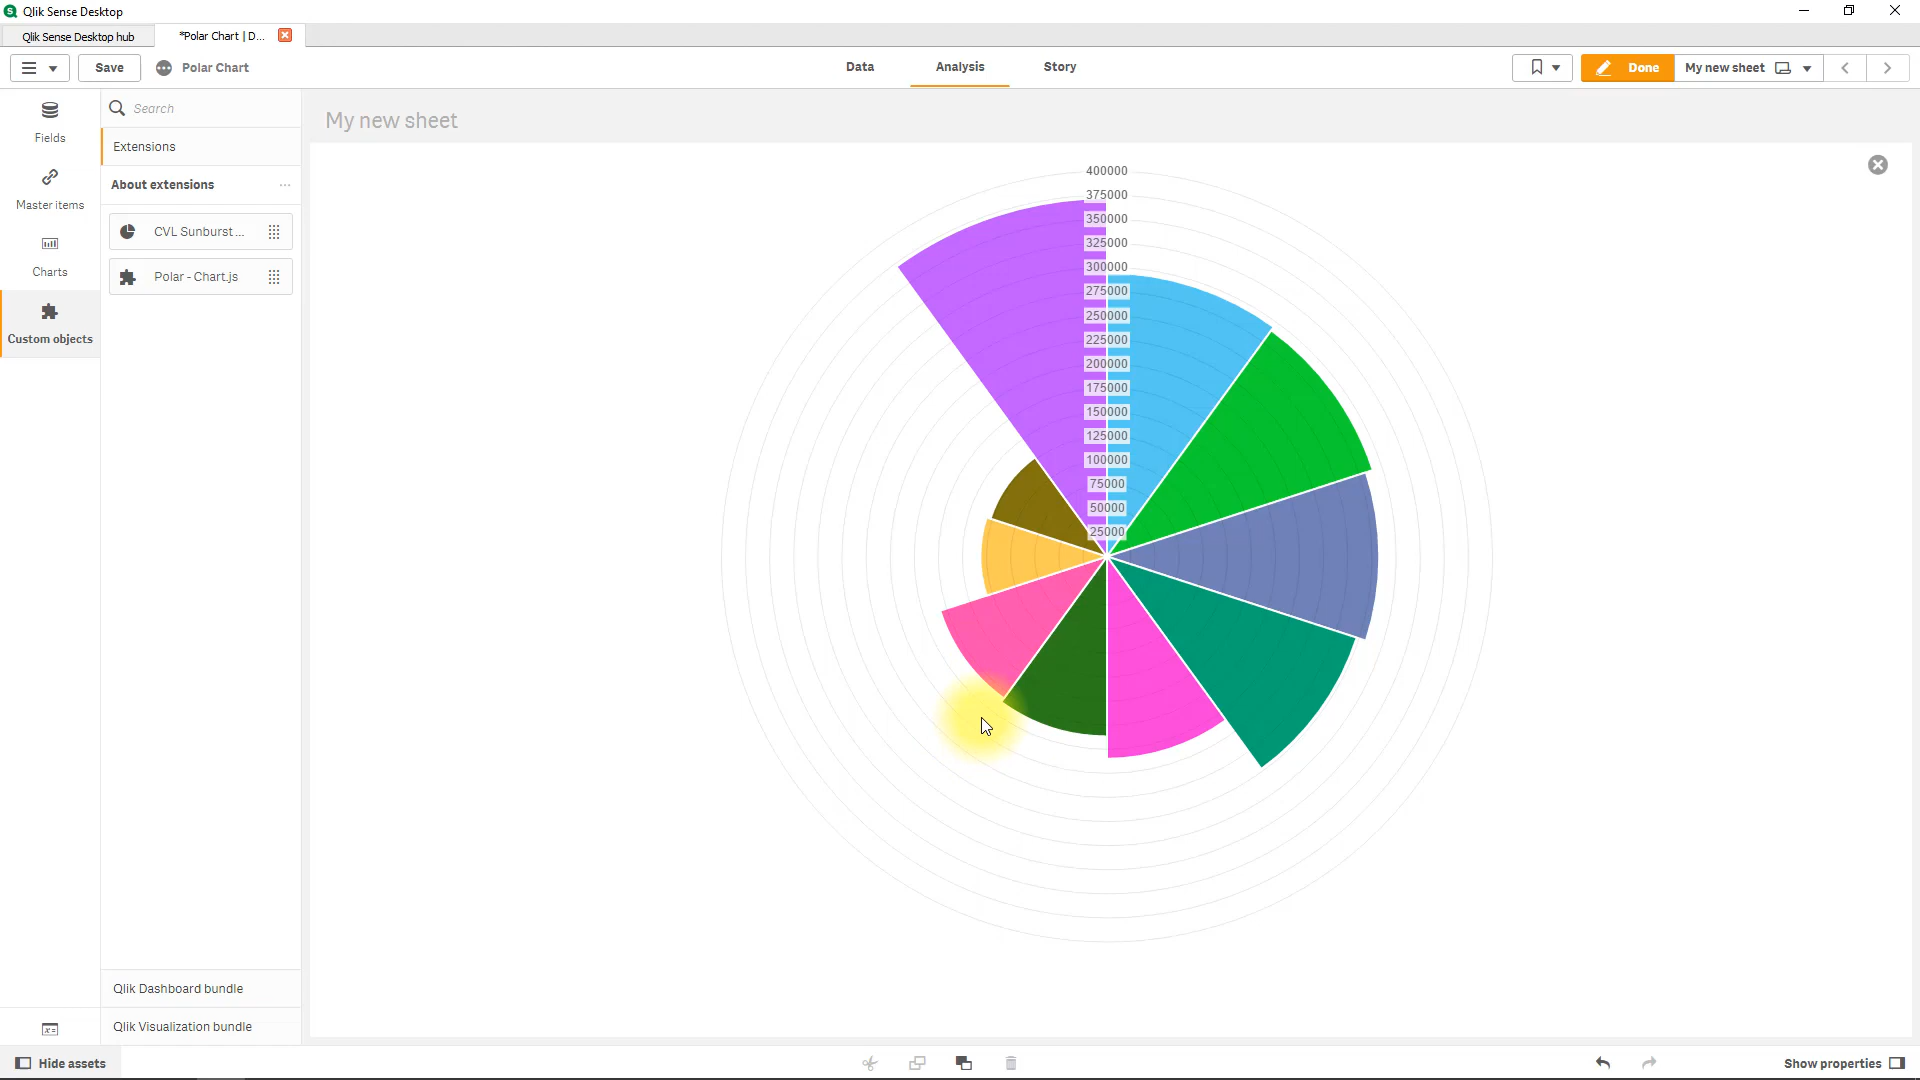 Qlik Sense Desktop
Qlik Sense Desktop hub
*Polar Chart | D...
Save
Polar Chart
Data
Analysis
Story
Done
My new sheet
Fields
Master items
Charts
Custom objects
Search
Extensions
About extensions
CVL Sunburst ...
Polar - Chart.js
My new sheet
400000
375000
350000
325000
300000
275000
250000
225000
200000
175000
150000
125000
100000
75000
50000
25000
Qlik Dashboard bundle
Qlik Visualization bundle
Hide assets
Show properties